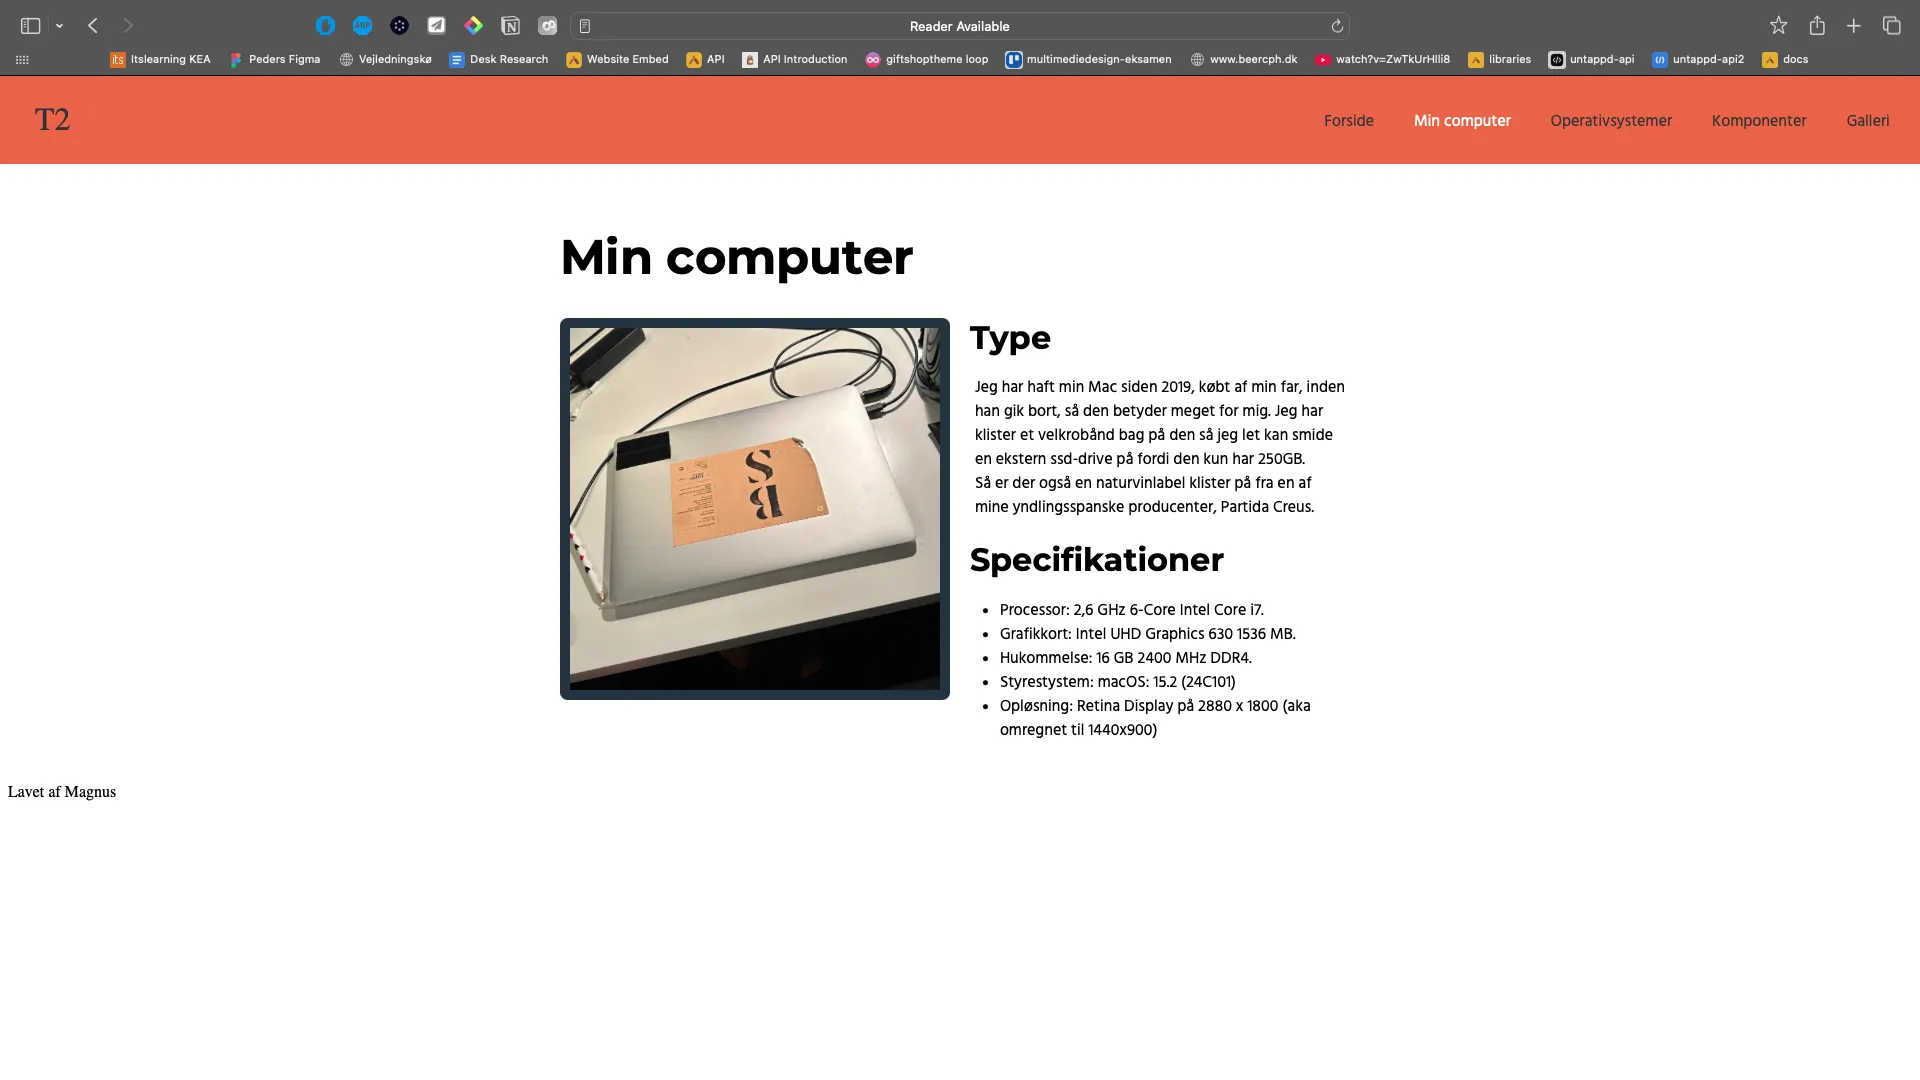 Reader Available
Itslearning KEA
Peders Figma
Vejledningskø
Desk Research
Website Embed
API
API Introduction
giftshoptheme loop
multimediedesign-eksamen
www.beercph.dk
watch?v=ZwTkUrHlli8
libraries
untappd-api
untappd-api2
docs
T2
Forside
Min computer
Operativsystemer
Komponenter
Galleri
Min computer
Type
Jeg har haft min Mac siden 2019, købt af min far, inden
han gik bort, så den betyder meget for mig. Jeg har
klister et velkrobånd bag på den så jeg let kan smide
en ekstern ssd-drive på fordi den kun har 250GB.
Så er der også en naturvinlabel klister på fra en af
mine yndlingsspanske producenter, Partida Creus.
Specifikationer
Processor: 2,6 GHz 6-Core Intel Core i7.
Grafikkort: Intel UHD Graphics 630 1536 MB.
Hukommelse: 16 GB 2400 MHz DDR4.
Styrestystem: macOS: 15.2 (24C101)
Opløsning: Retina Display på 2880 x 1800 (aka
omregnet til 1440x900)
Lavet af Magnus